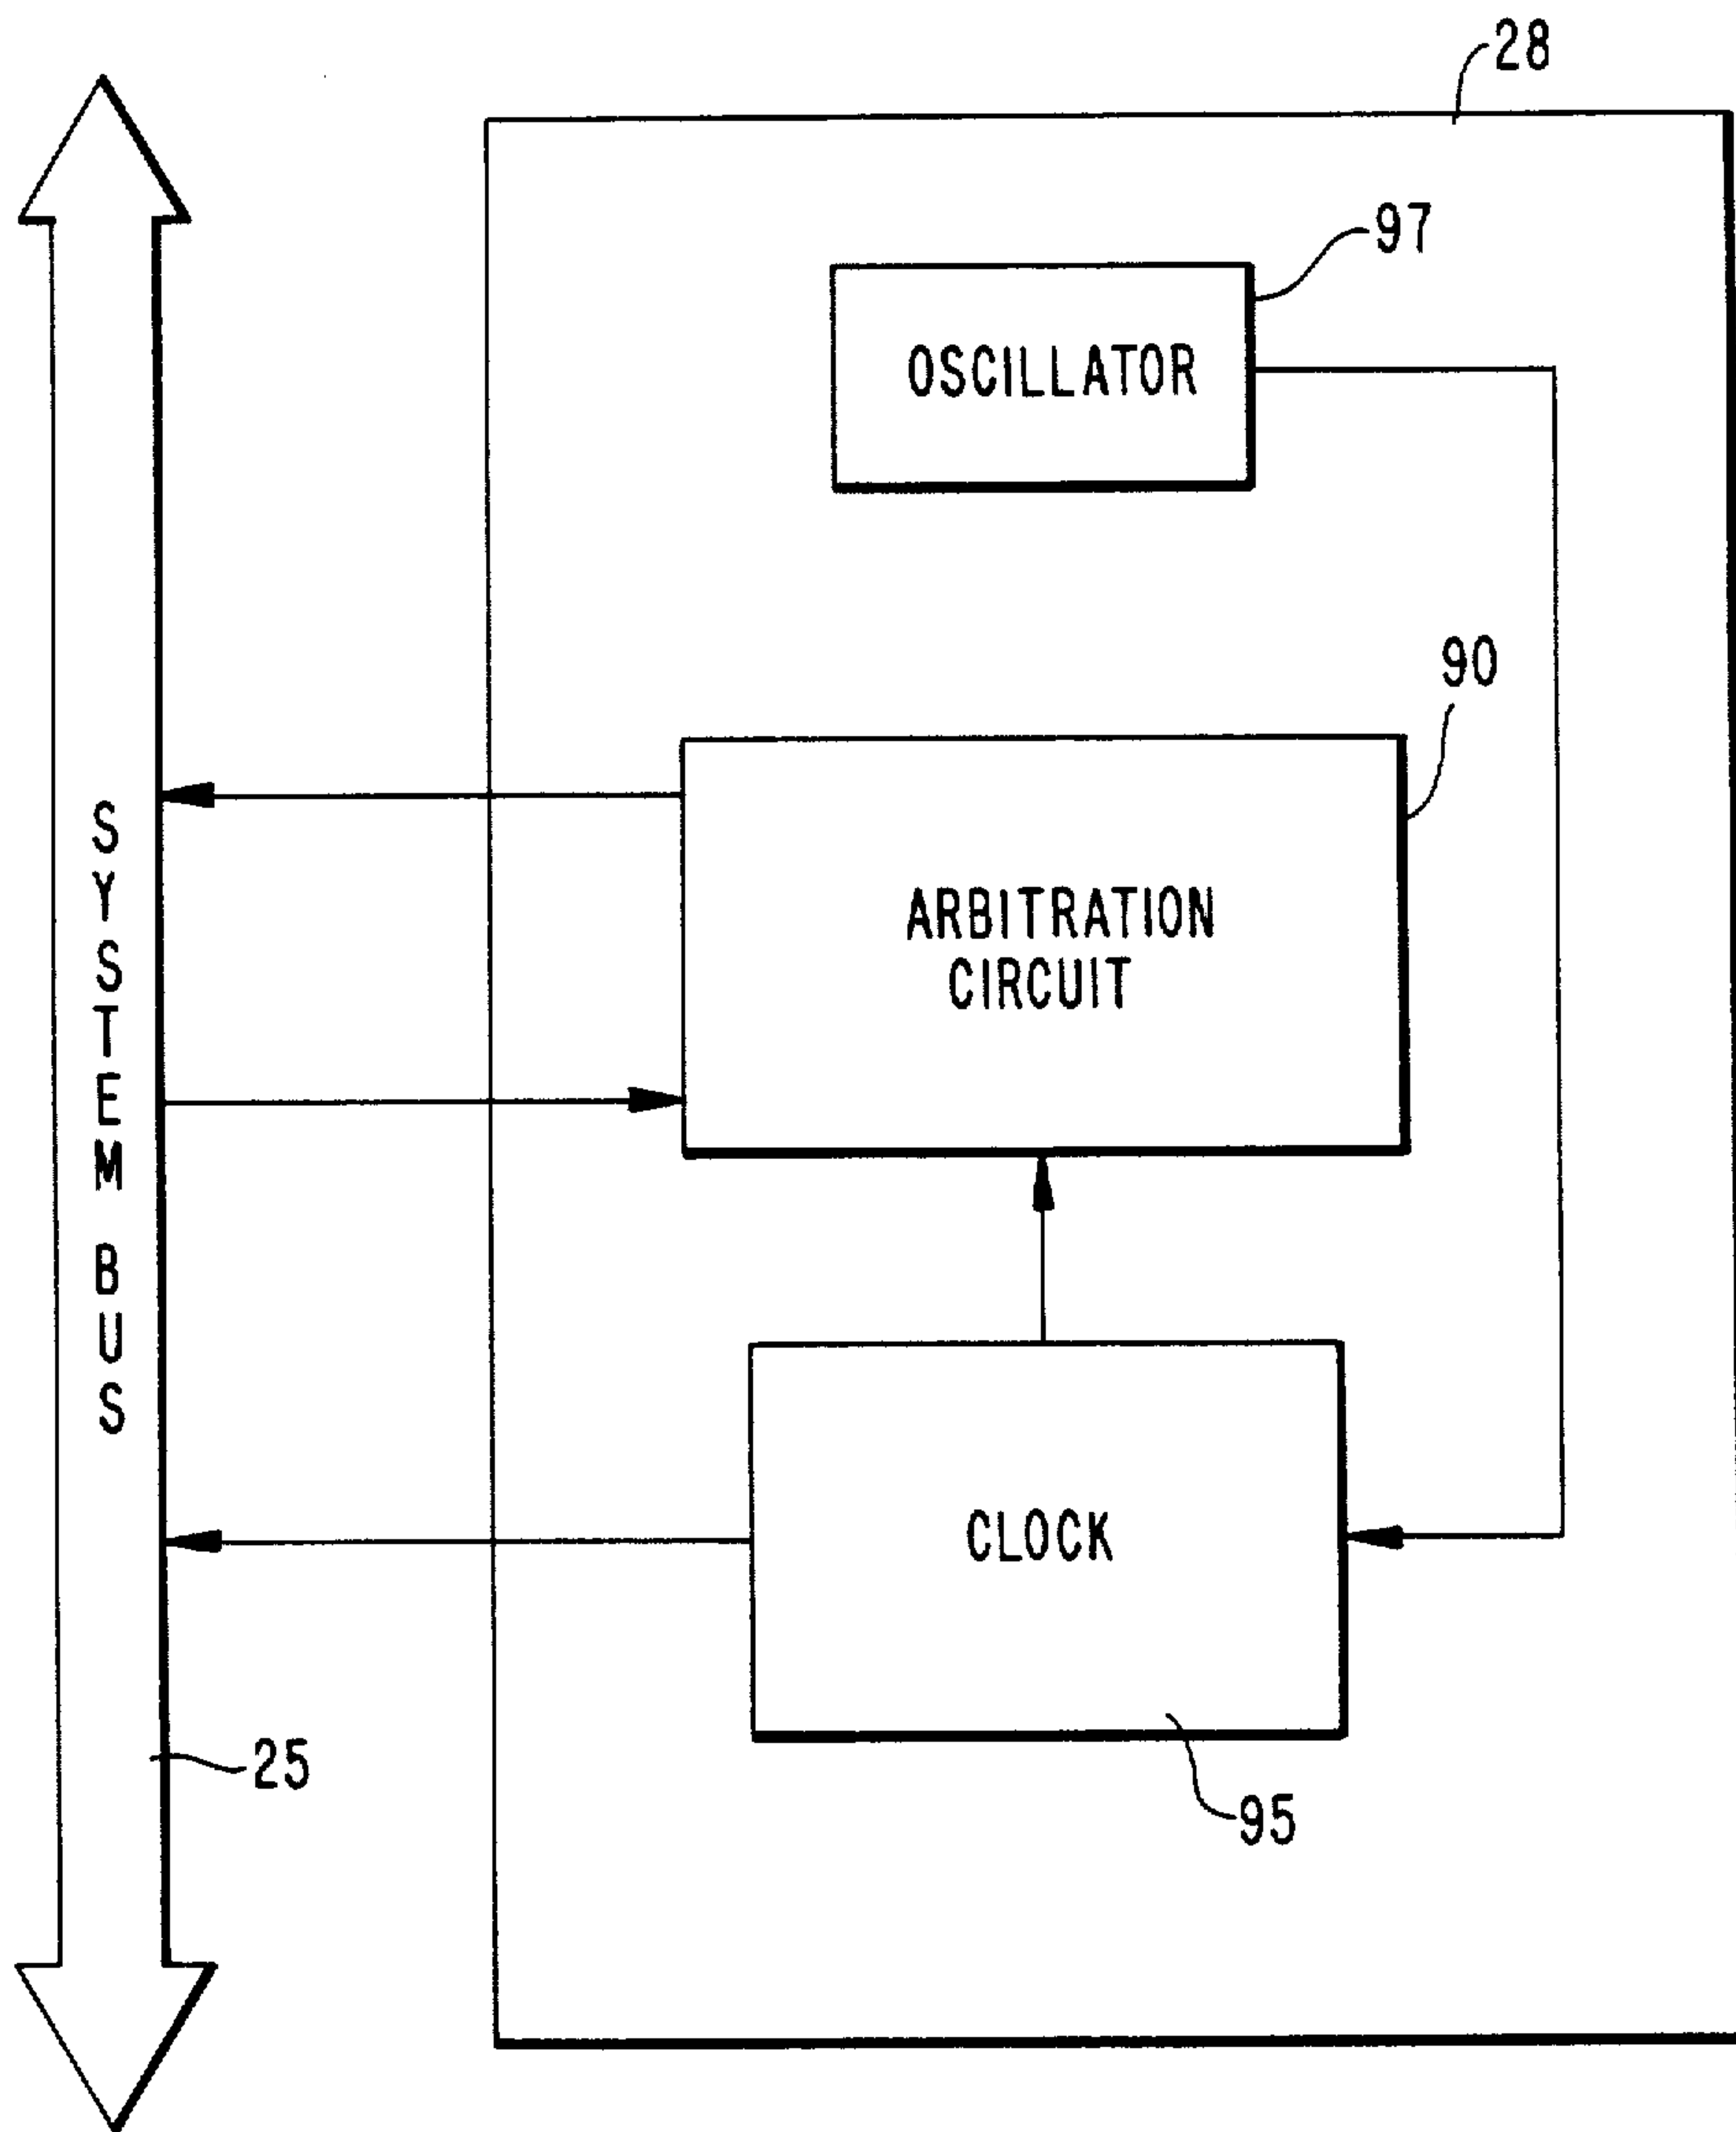 28
97
OSCILLATOR
90
ARBITRATION
CIRCUIT
SYSTEM BUS
CLOCK
25
95